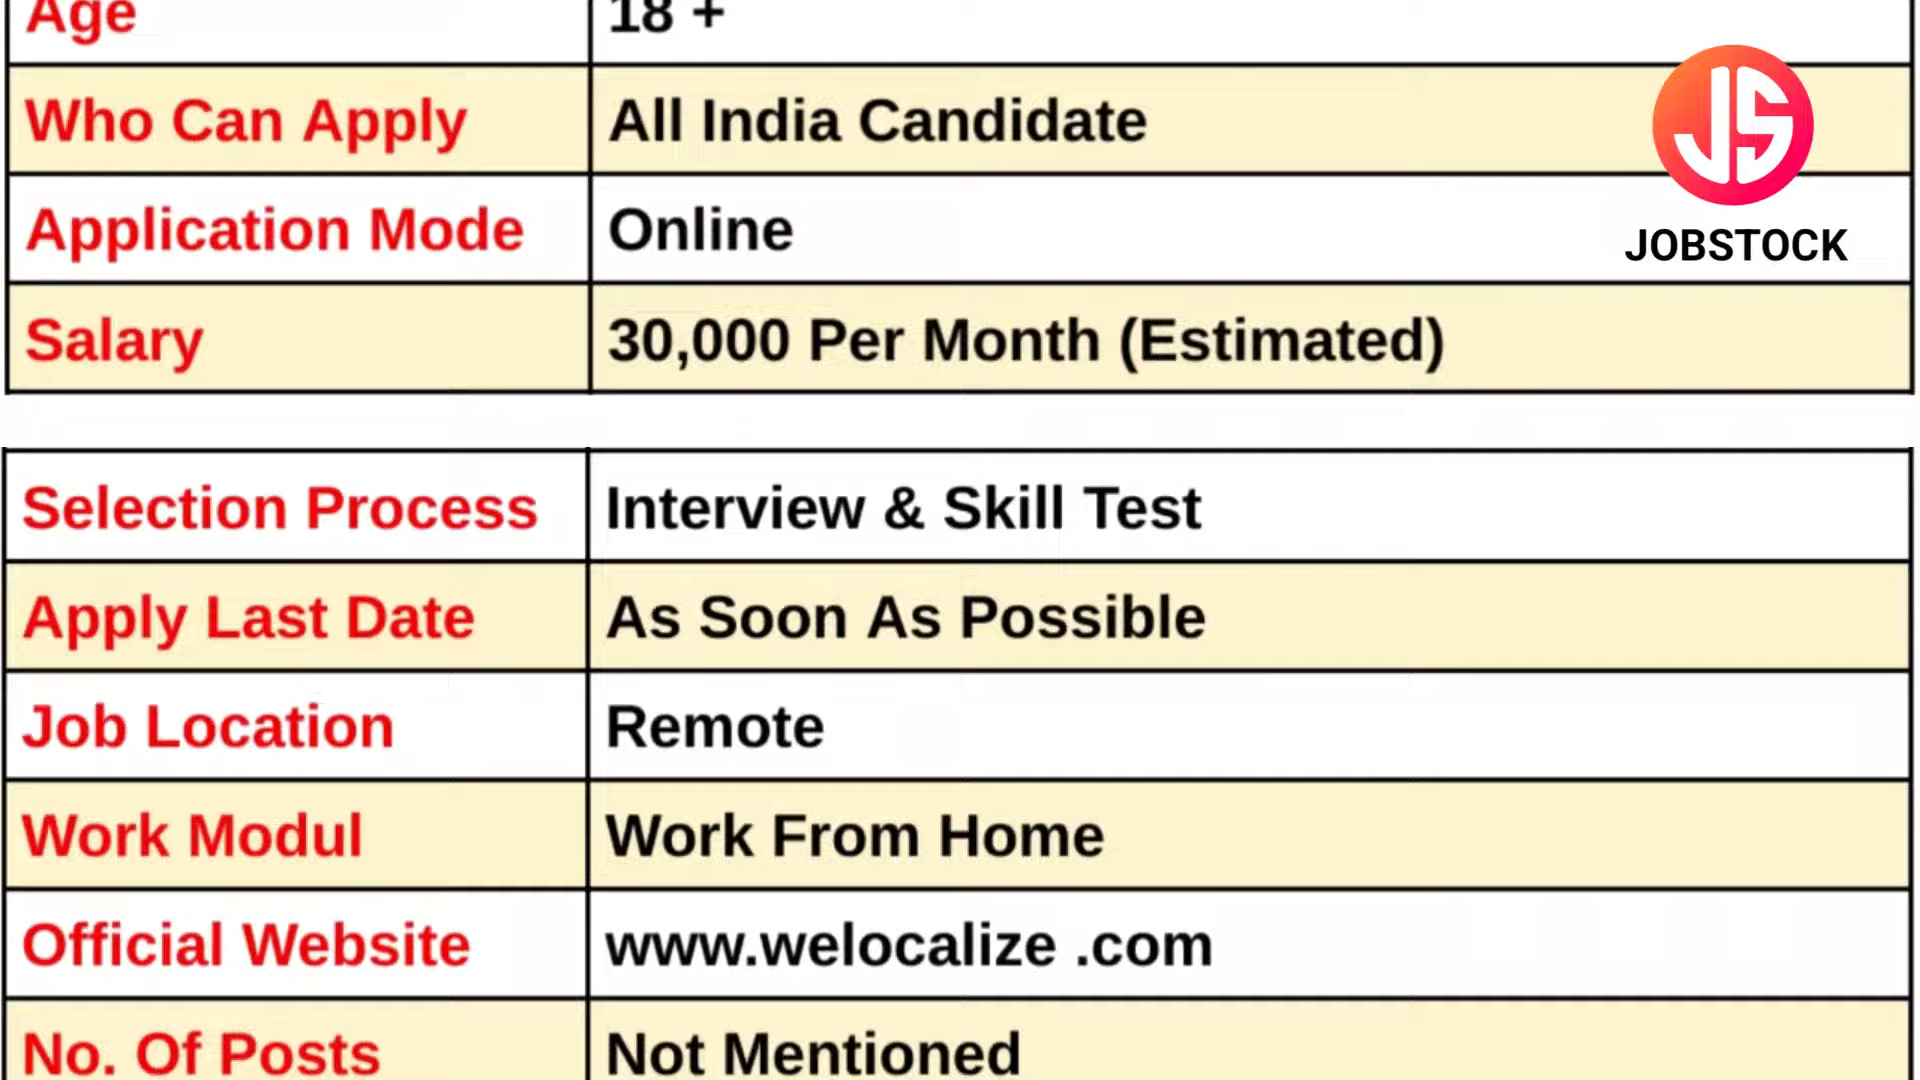 Age 18 +
Who Can Apply All India Candidate
JS
Application Mode Online
JOBSTOCK
Salary 30,000 Per Month (Estimated)
Selection Process Interview & Skill Test
Apply Last Date As Soon As Possible
Job Location Remote
Work Modul Work From Home
Official Website www.welocalize .com
No. Of Posts Not Mentioned